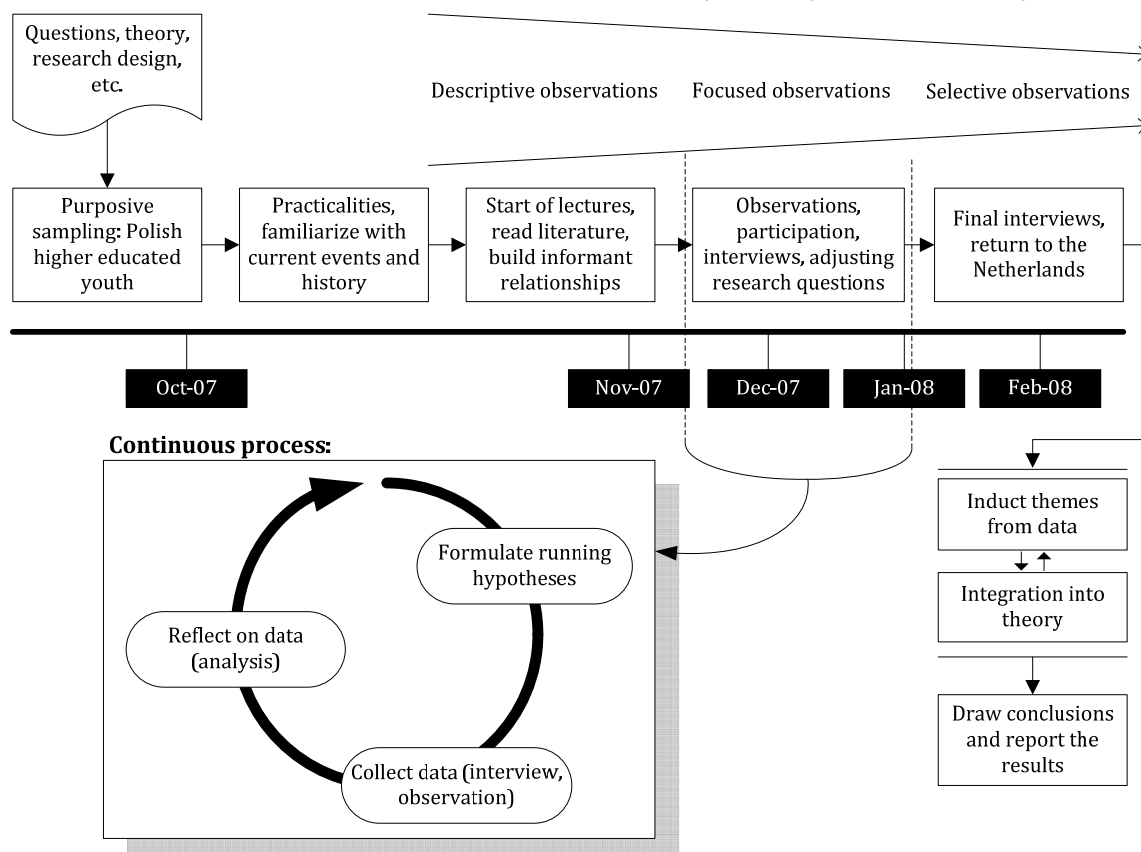 Questions, theory,
research design,
etc.
Descriptive observations
Focused observations
Selective observations
Purposive
sampling: Polish
higher educated
youth
Practicalities,
familiarize with
current events and
history
Start of lectures,
read literature,
build informant
relationships
Observations,
participation,
interviews, adjusting
research questions
Final interviews,
return to the
Netherlands
Oct-07
Nov-07
Dec-07
Jan-08
Feb-08
Continuous process:
Formulate running
hypotheses
Reflect on data
(analysis)
Collect data (interview,
observation)
Induct themes
from data
Integration into
theory
Draw conclusions
and report the
results